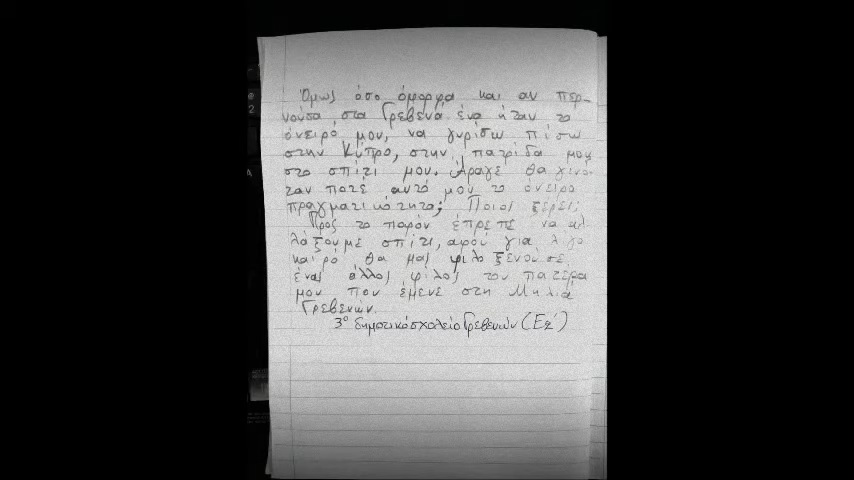 Όμως όσο όμορφα και αν περ-
νούσα στα Γρεβενά ένα ήταν το
όνειρό μου, να γυρίσω πίσω
στην Κύπρο, στην πατρίδα μου
στο σπίτι μου. Άραγε θα γινό-
ταν ποτέ αυτό μου το όνειρο
πραγματικότητα; Ποιος ξέρει;
Προς το παρόν έπρεπε να αλ
λάξουμε σπίτι, αφού για λίγο
καιρό θα μας φιλοξενούσε
ένας άλλος φίλος του πατέρα
μου που έμενε στη Μηλιά
Γρεβενών.
3º δημοτικό σχολείο Γρεβενών (Εξ')